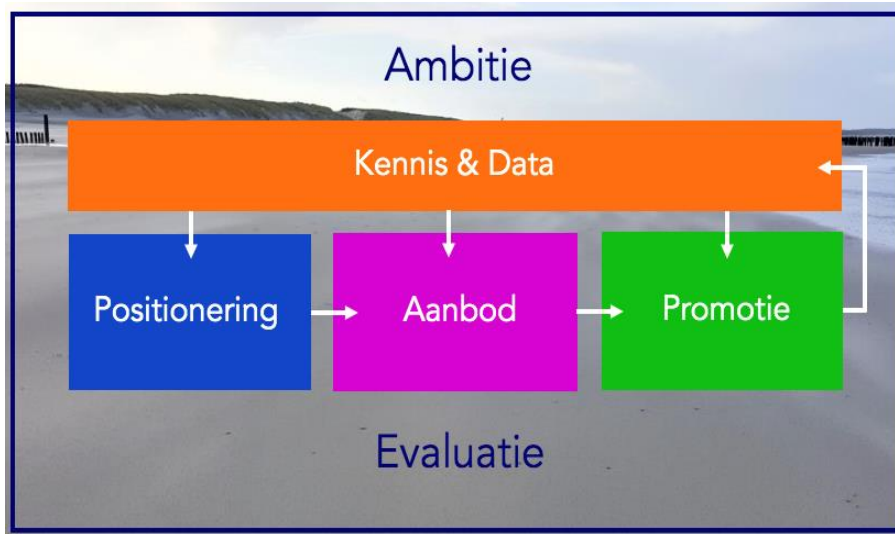 Ambitie
Kennis & Data
Positionering
Aanbod
Promotie
Evaluatie